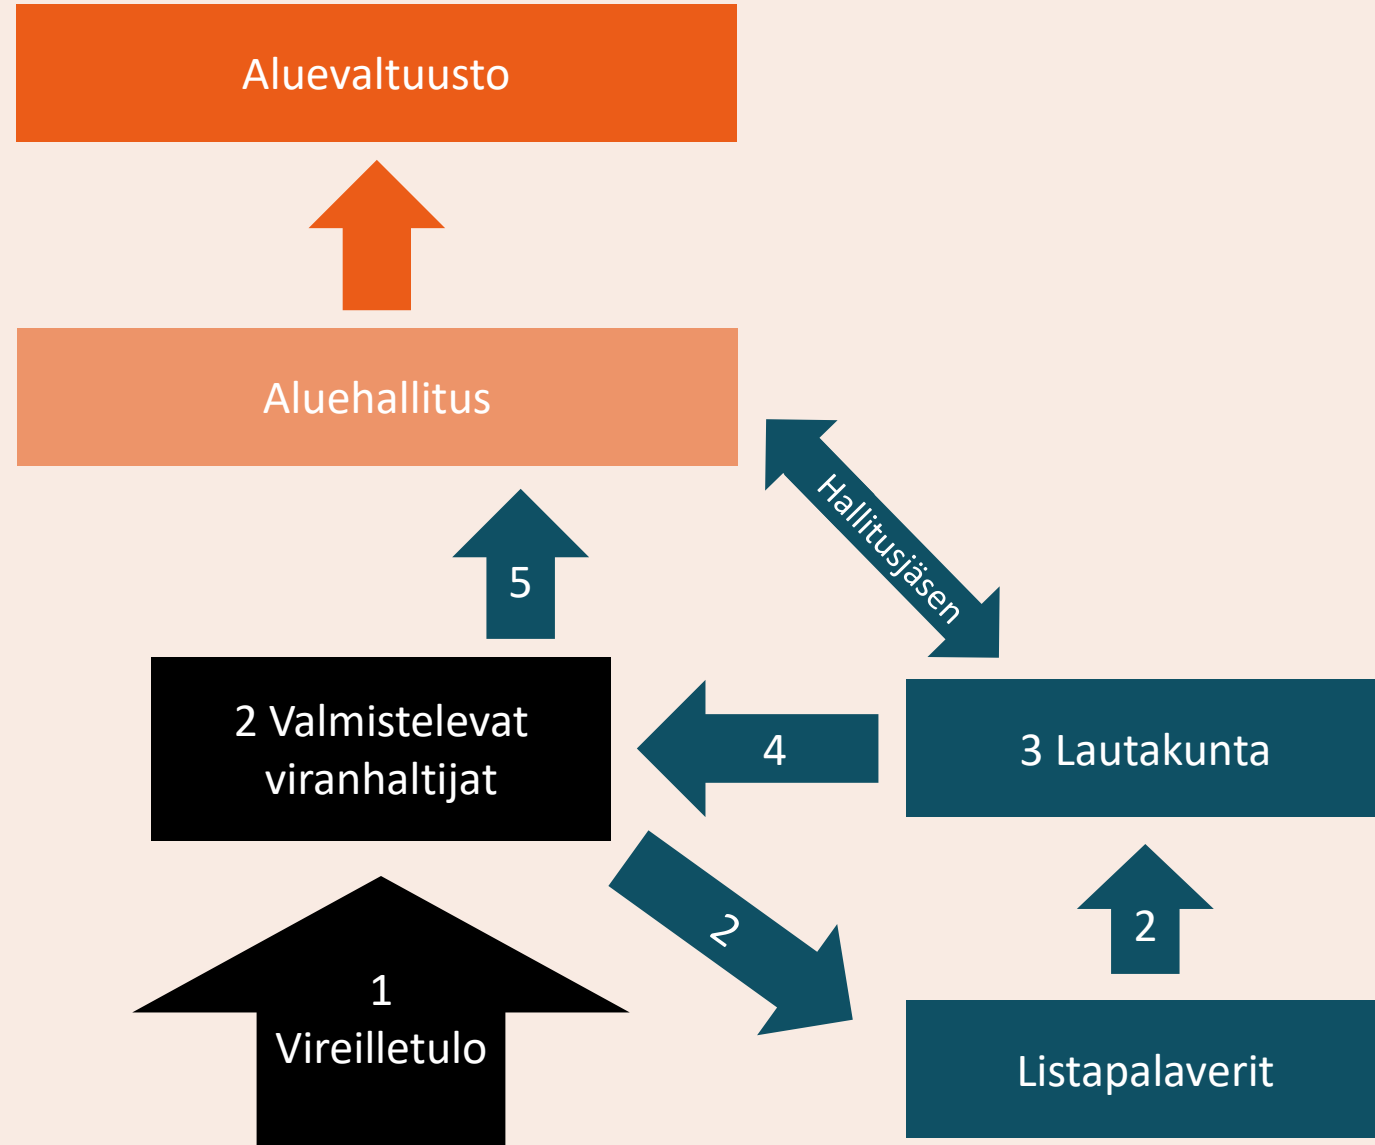 Aluevaltuusto
Aluehallitus
Hallitusjäsen
5
2 Valmistelevat
viranhaltijat
4
3 Lautakunta
2
2
1
Vireilletulo
Listapalaverit